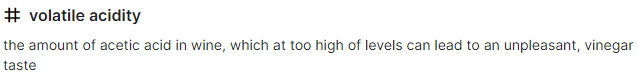 # volatile acidity
the amount of acetic acid in wine, which at too high of levels can lead to an unpleasant, vinegar
taste